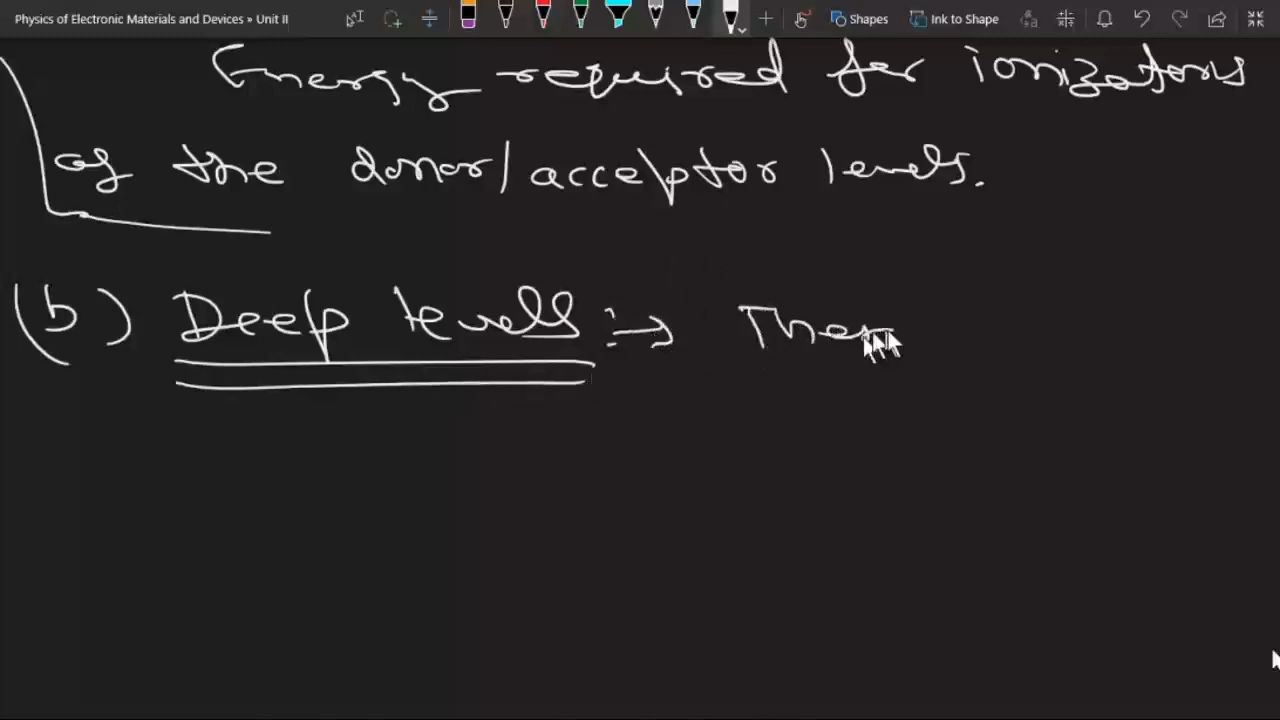 Physics of Electronic Materials and Devices » Unit II
Shapes
Ink to Shape
Energy required for ionizations
of the donor/acceptor levels.
(b) Deep levels :→ Ther